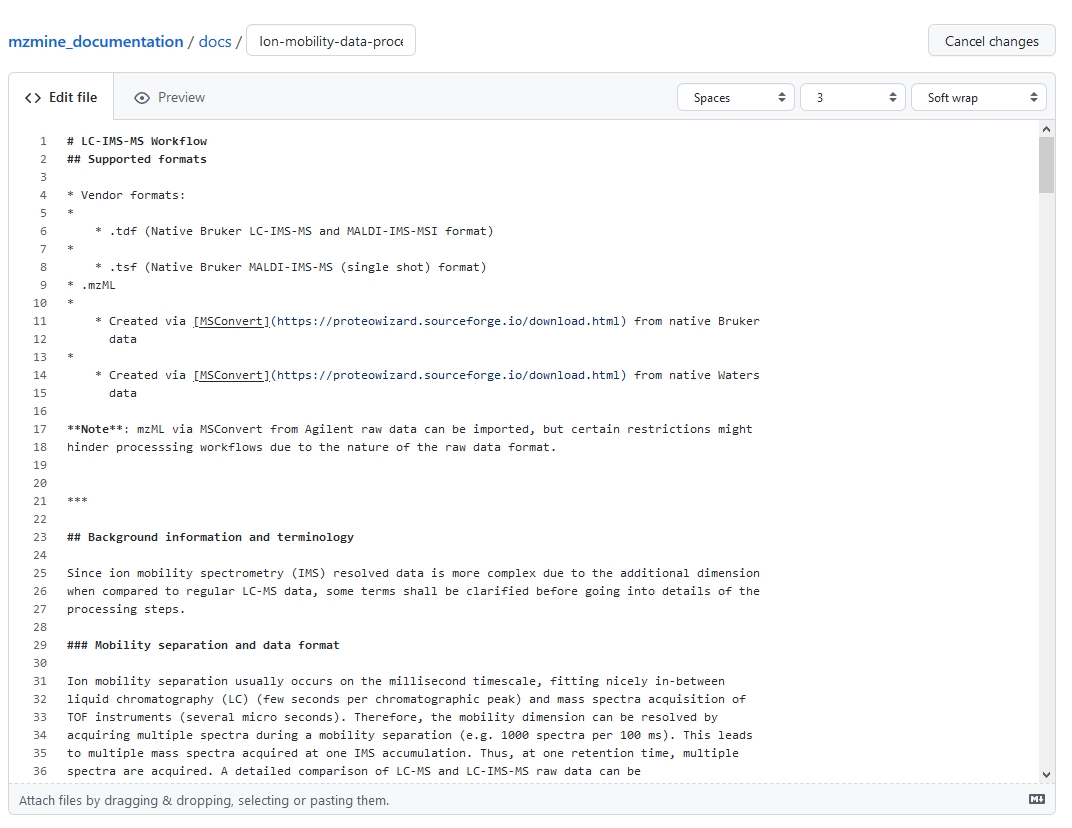 mzmine_documentation / docs / Ion-mobility-data-proce
Cancel changes
<> Edit file
Preview
Spaces
3
Soft wrap
1 # LC-IMS-MS Workflow
2 ## Supported formats
3
4 * Vendor formats:
5 *
6     * .tdf (Native Bruker LC-IMS-MS and MALDI-IMS-MSI format)
7 *
8     * .tsf (Native Bruker MALDI-IMS-MS (single shot) format)
9 * .mzML
10 *
11     * Created via [MSConvert](https://proteowizard.sourceforge.io/download.html) from native Bruker
12       data
13 *
14     * Created via [MSConvert](https://proteowizard.sourceforge.io/download.html) from native Waters
15       data
16
17 **Note**: mzML via MSConvert from Agilent raw data can be imported, but certain restrictions might
18 hinder processsing workflows due to the nature of the raw data format.
19
20
21 ***
22
23 ## Background information and terminology
24
25 Since ion mobility spectrometry (IMS) resolved data is more complex due to the additional dimension
26 when compared to regular LC-MS data, some terms shall be clarified before going into details of the
27 processing steps.
28
29 ### Mobility separation and data format
30
31 Ion mobility separation usually occurs on the millisecond timescale, fitting nicely in-between
32 liquid chromatography (LC) (few seconds per chromatographic peak) and mass spectra acquisition of
33 TOF instruments (several micro seconds). Therefore, the mobility dimension can be resolved by
34 acquiring multiple spectra during a mobility separation (e.g. 1000 spectra per 100 ms). This leads
35 to multiple mass spectra acquired at one IMS accumulation. Thus, at one retention time, multiple
36 spectra are acquired. A detailed comparison of LC-MS and LC-IMS-MS raw data can be
Attach files by dragging & dropping, selecting or pasting them.
M↓